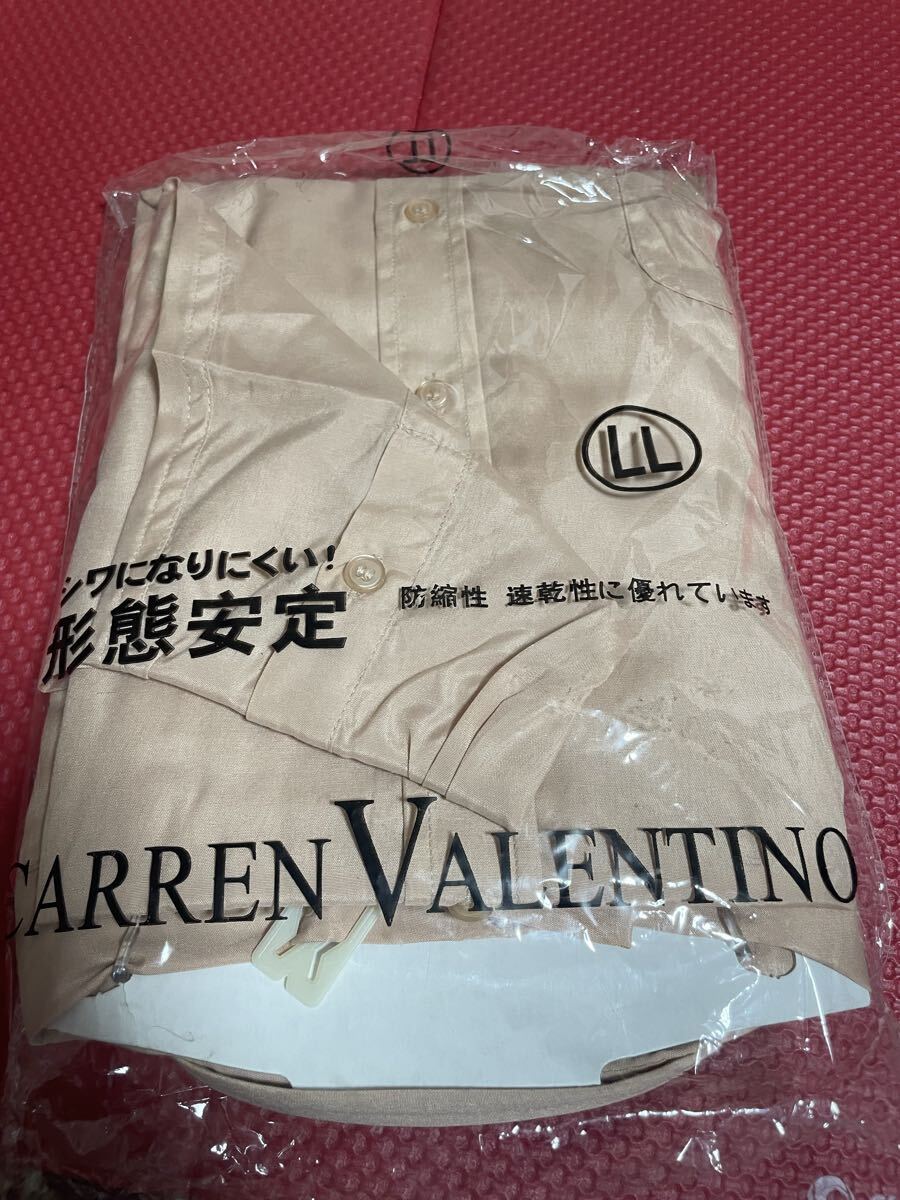 LL
LL
シワになりにくい!
形態安定
防縮性 速乾性に優れています
CARREN VALENTINO